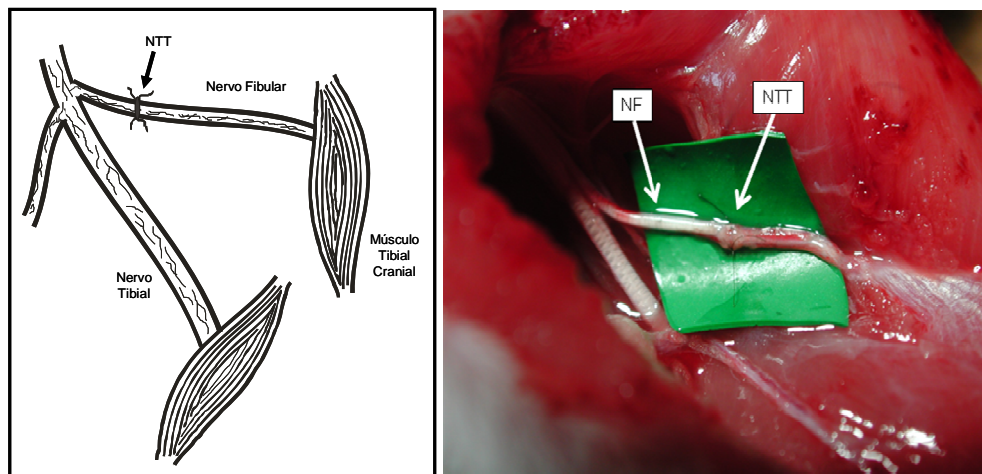 NTT
Nervo Fibular
Músculo
Tibial
Cranial
Nervo
Tibial
NF
NTT